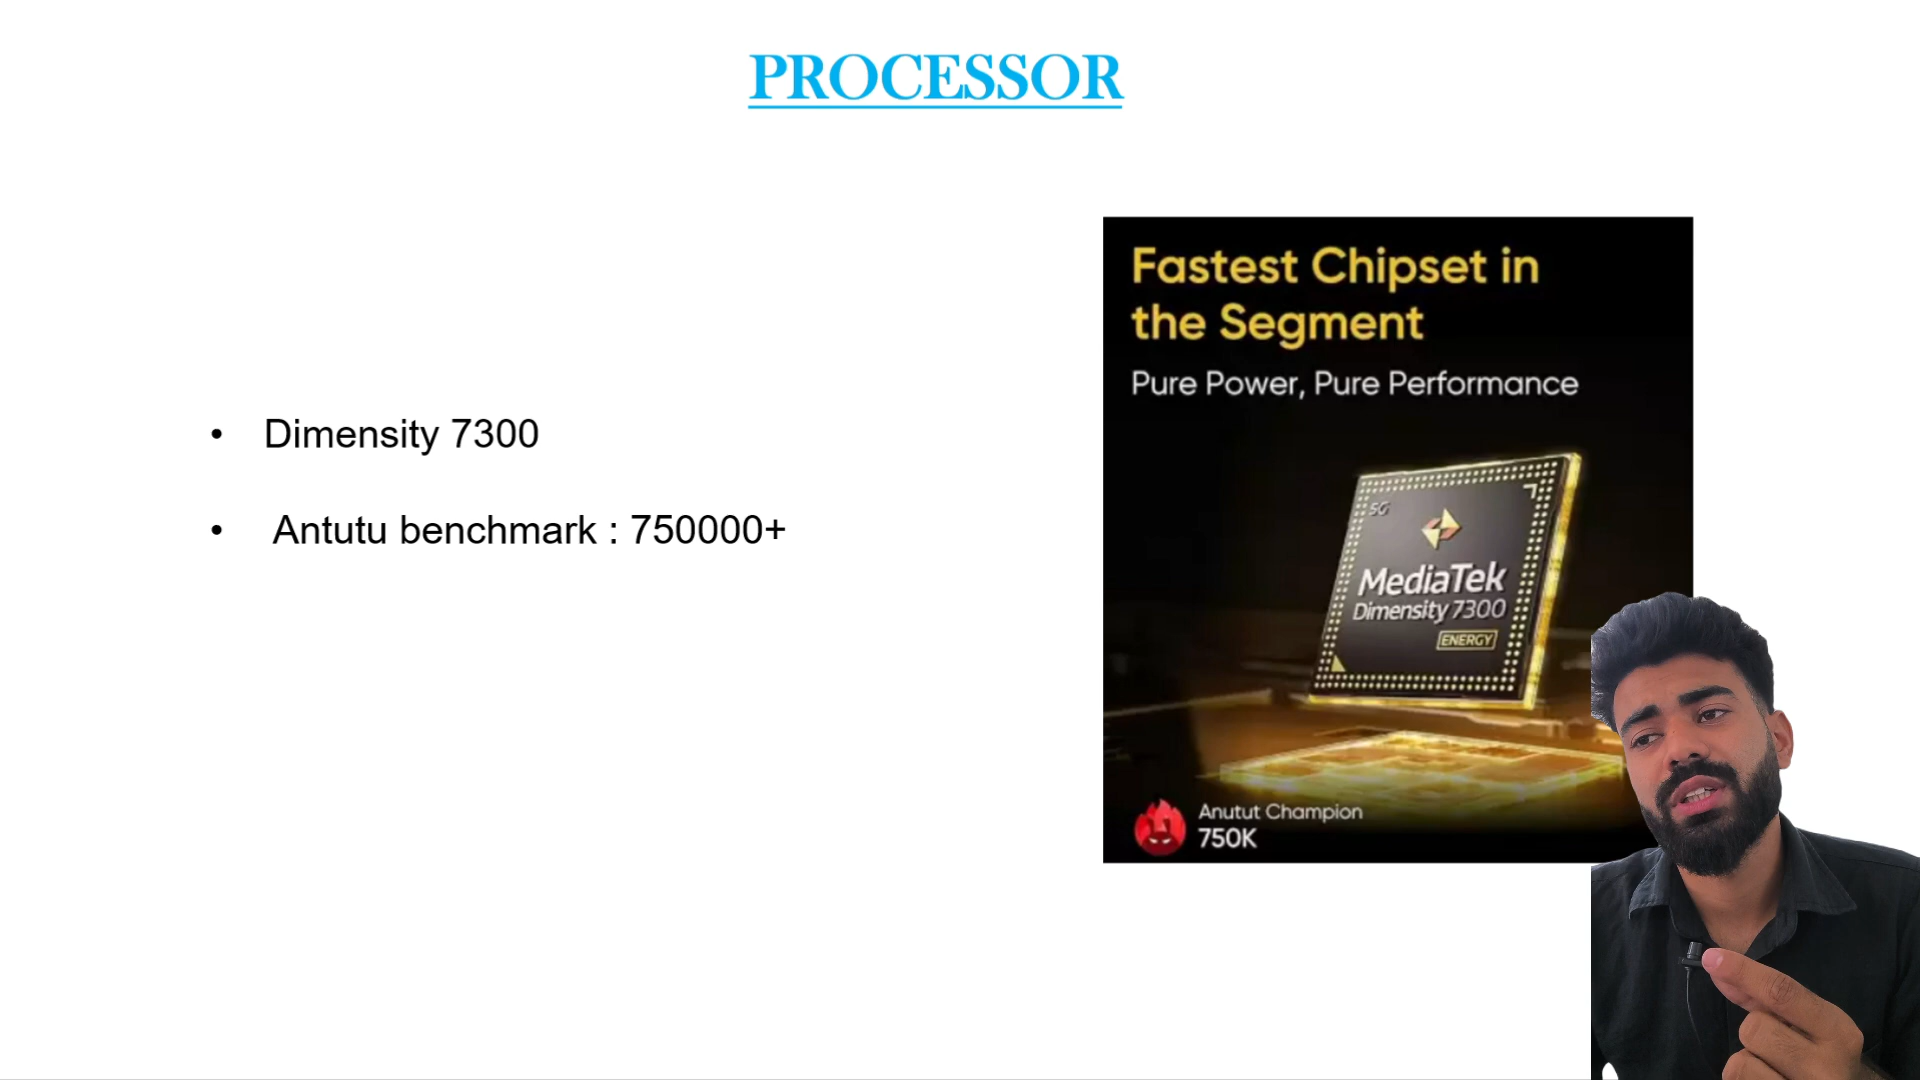 PROCESSOR
• Dimensity 7300
• Antutu benchmark : 750000+
Fastest Chipset in
the Segment
Pure Power, Pure Performance
5G
MediaTek
Dimensity 7300
ENERGY
Anutut Champion
750K